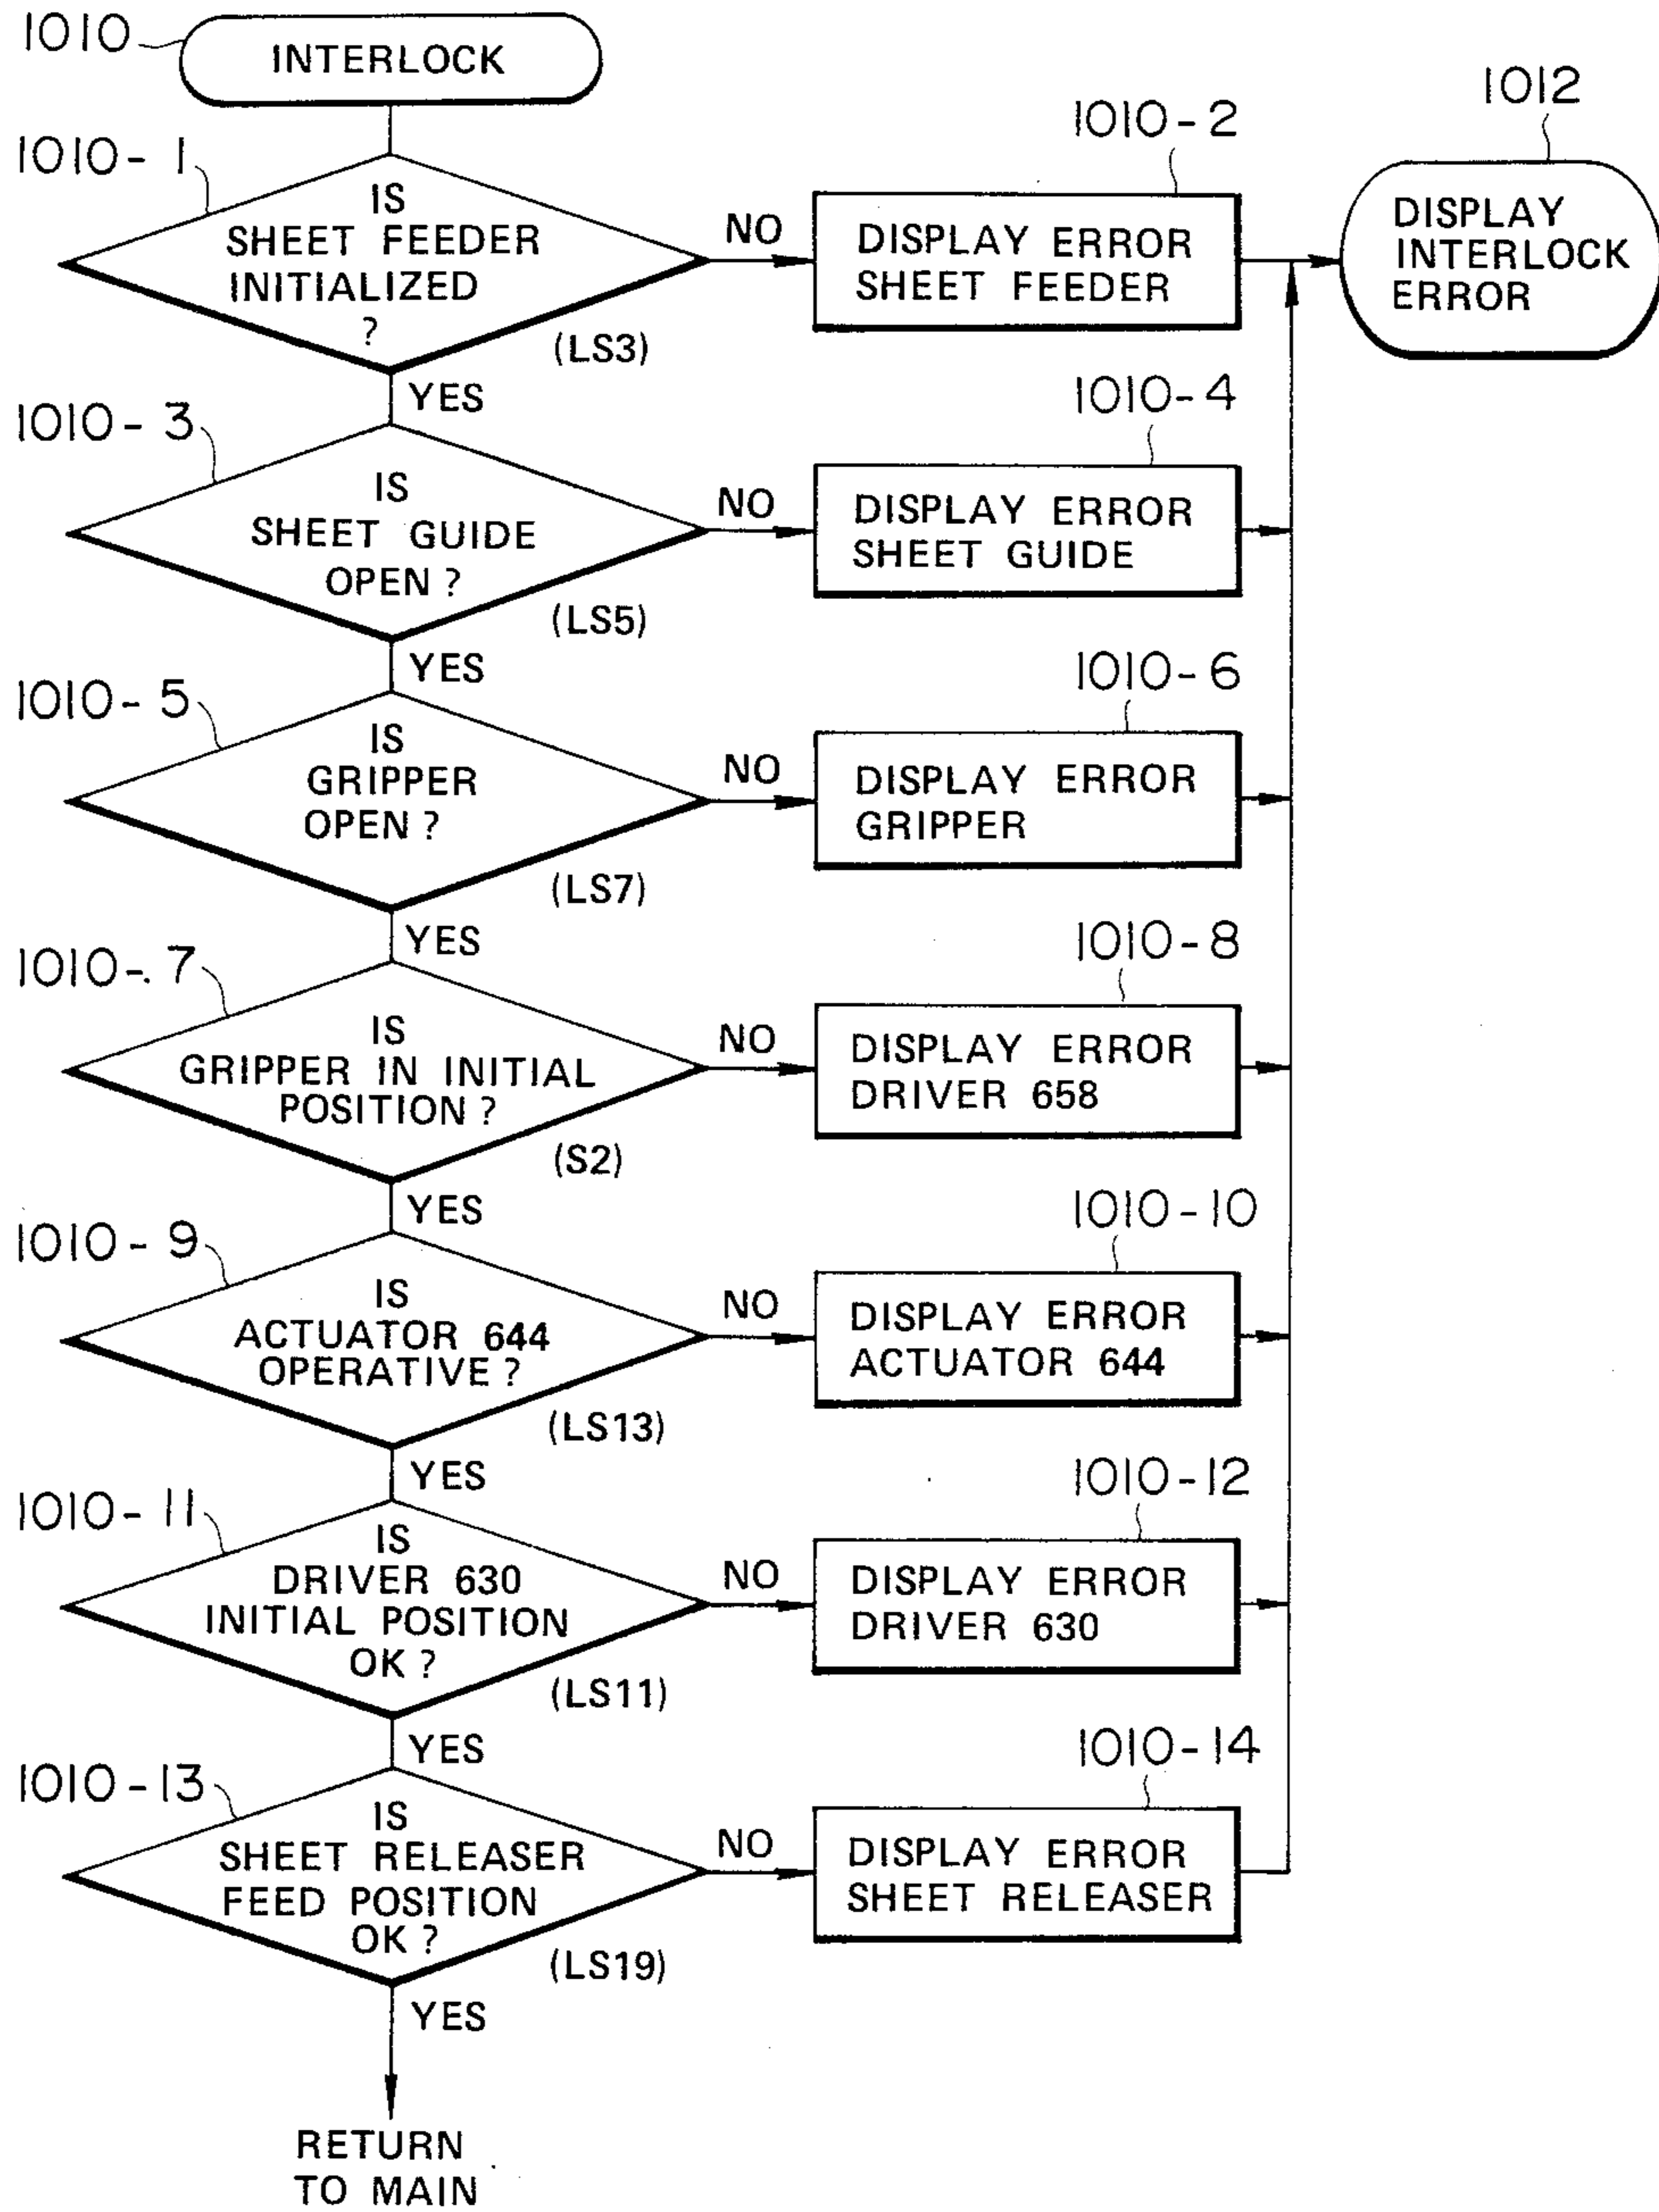 1010
INTERLOCK
1012
1010-2
1010-1
IS
SHEET FEEDER
INITIALIZED
?
(LS3)
NO
DISPLAY ERROR
SHEET FEEDER
DISPLAY
INTERLOCK
ERROR
YES
1010-3
1010-4
IS
SHEET GUIDE
OPEN ?
(LS5)
NO
DISPLAY ERROR
SHEET GUIDE
YES
1010-5
1010-6
IS
GRIPPER
OPEN ?
(LS7)
NO
DISPLAY ERROR
GRIPPER
YES
1010-7
1010-8
IS
GRIPPER IN INITIAL
POSITION ?
(S2)
NO
DISPLAY ERROR
DRIVER 658
YES
1010-9
1010-10
IS
ACTUATOR 644
OPERATIVE ?
(LS13)
NO
DISPLAY ERROR
ACTUATOR 644
YES
1010-11
1010-12
IS
DRIVER 630
INITIAL POSITION
OK ?
(LS11)
NO
DISPLAY ERROR
DRIVER 630
YES
1010-13
1010-14
IS
SHEET RELEASER
FEED POSITION
OK ?
(LS19)
NO
DISPLAY ERROR
SHEET RELEASER
YES
RETURN
TO MAIN